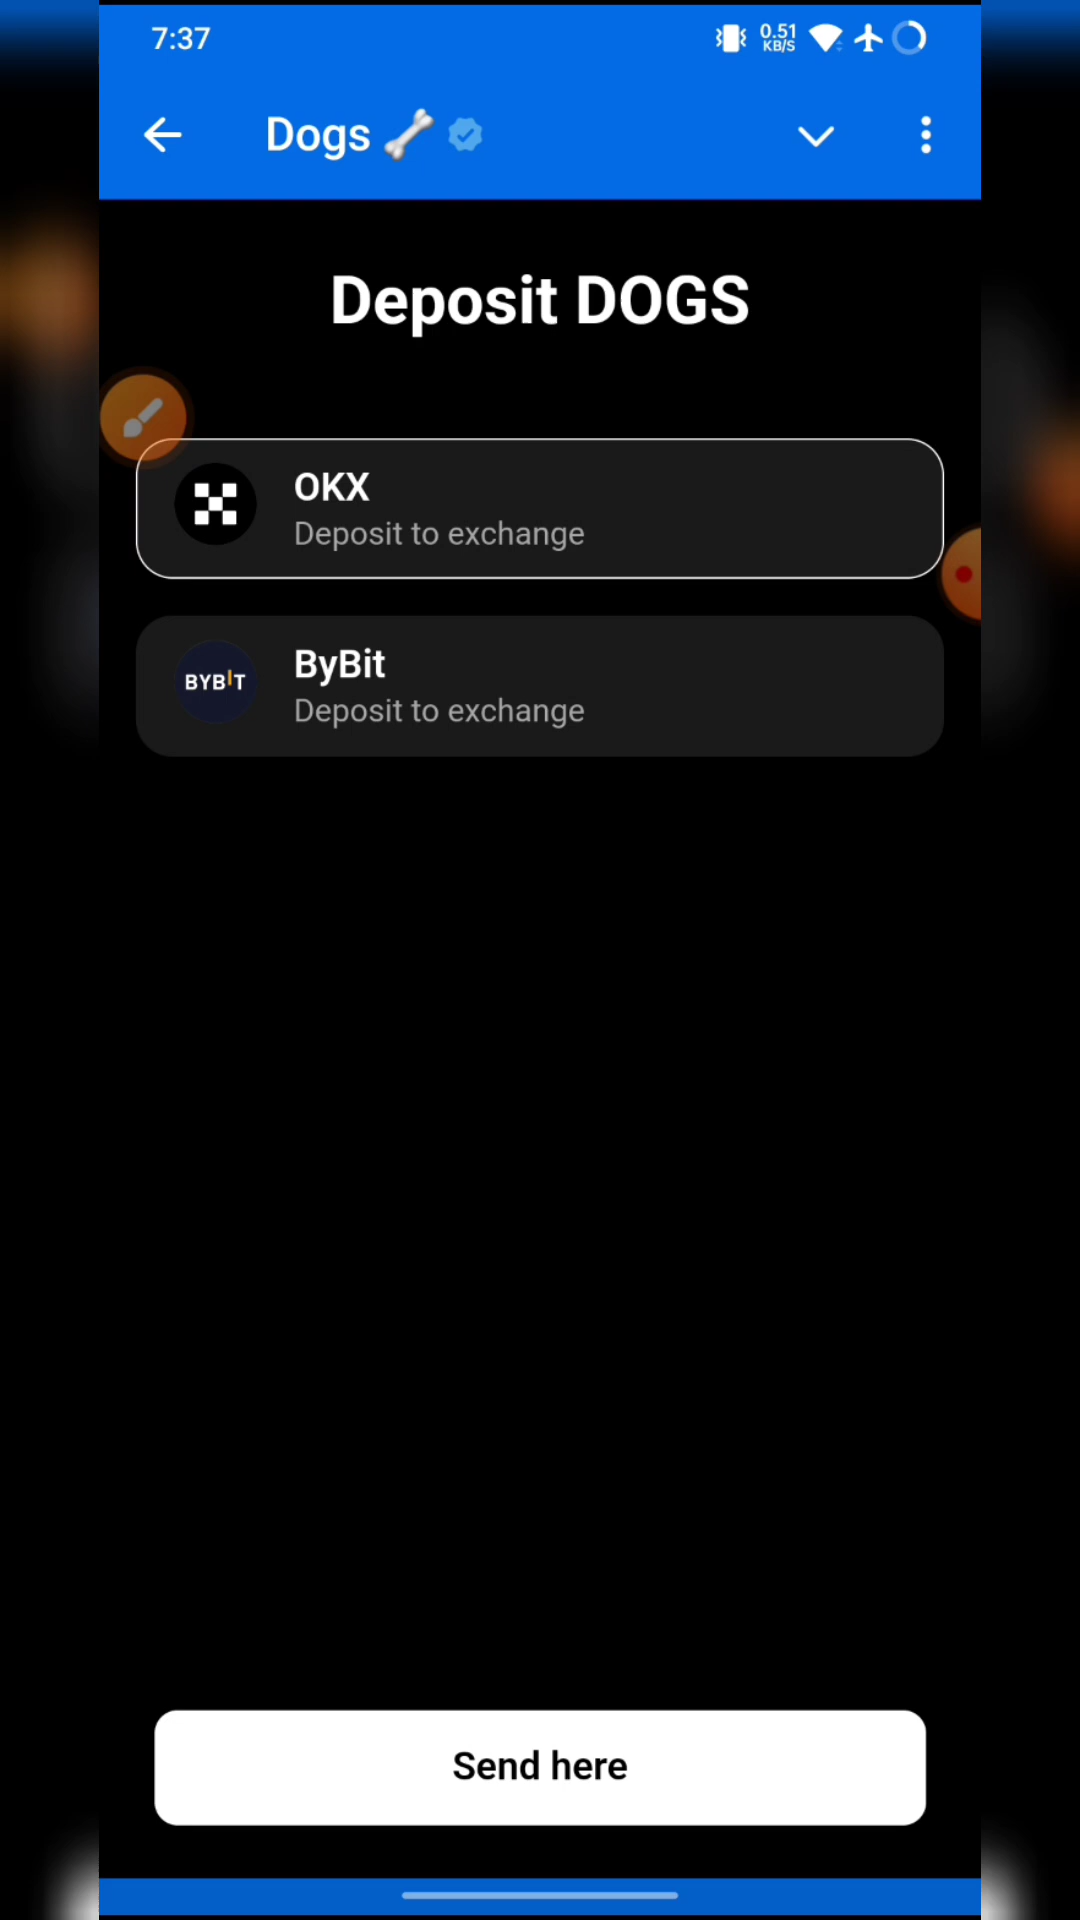 7:37
0.51
KB/S
Dogs 🦴
Deposit DOGS
OKX
Deposit to exchange
BYBIT
ByBit
Deposit to exchange
Send here